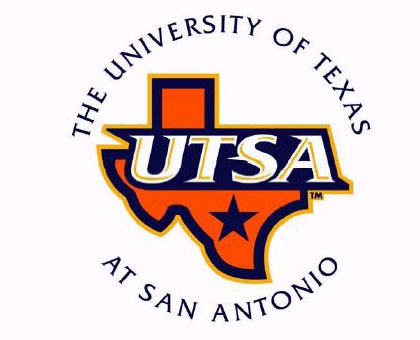 THE UNIVERSITY OF TEXAS
UTSA
TM
AT SAN ANTONIO